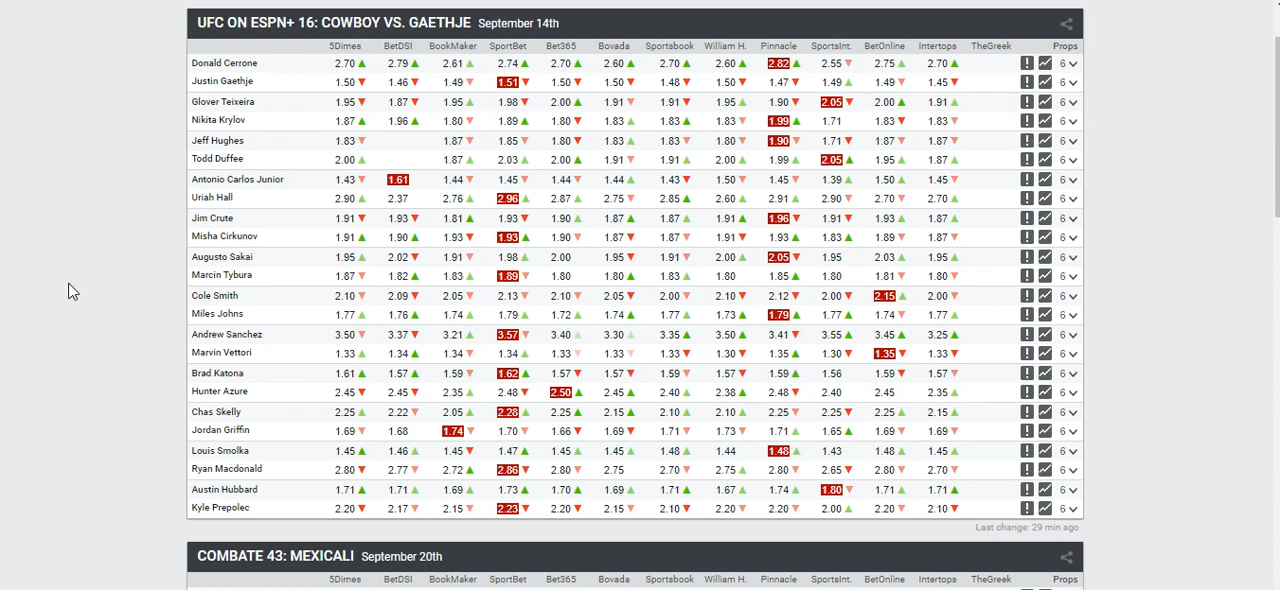 UFC ON ESPN+ 16: COWBOY VS. GAETHJE September 14th
5Dimes BetDSI BookMaker SportBet Bet365 Bovada Sportsbook William H. Pinnacle SportsInt. BetOnline Intertops TheGreek Props
Donald Cerrone 2.70 2.79 2.61 2.74 2.70 2.60 2.70 2.60 2.82 2.55 2.75 2.70 6
Justin Gaethje 1.50 1.46 1.49 1.51 1.50 1.50 1.48 1.50 1.47 1.49 1.49 1.45 6
Glover Teixeira 1.95 1.87 1.95 1.98 2.00 1.91 1.91 1.95 1.90 2.05 2.00 1.91 6
Nikita Krylov 1.87 1.96 1.80 1.89 1.80 1.83 1.83 1.83 1.99 1.71 1.83 1.83 6
Jeff Hughes 1.83 1.87 1.85 1.80 1.83 1.83 1.80 1.90 1.71 1.87 1.87 6
Todd Duffee 2.00 1.87 2.03 2.00 1.91 1.91 2.00 1.99 2.05 1.95 1.87 6
Antonio Carlos Junior 1.43 1.61 1.44 1.45 1.44 1.44 1.43 1.50 1.45 1.39 1.50 1.45 6
Uriah Hall 2.90 2.37 2.76 2.96 2.87 2.75 2.85 2.60 2.91 2.90 2.70 2.70 6
Jim Crute 1.91 1.93 1.81 1.93 1.90 1.87 1.87 1.91 1.96 1.91 1.93 1.87 6
Misha Cirkunov 1.91 1.90 1.93 1.93 1.90 1.87 1.87 1.91 1.93 1.83 1.89 1.87 6
Augusto Sakai 1.95 2.02 1.91 1.98 2.00 1.95 1.91 2.00 2.05 1.95 2.03 1.95 6
Marcin Tybura 1.87 1.82 1.83 1.89 1.80 1.80 1.83 1.80 1.85 1.80 1.81 1.80 6
Cole Smith 2.10 2.09 2.05 2.13 2.10 2.05 2.00 2.10 2.12 2.00 2.15 2.00 6
Miles Johns 1.77 1.76 1.74 1.79 1.72 1.74 1.77 1.73 1.79 1.77 1.74 1.77 6
Andrew Sanchez 3.50 3.37 3.21 3.57 3.40 3.30 3.35 3.50 3.41 3.55 3.45 3.25 6
Marvin Vettori 1.33 1.34 1.34 1.34 1.33 1.33 1.33 1.30 1.35 1.30 1.35 1.33 6
Brad Katona 1.61 1.57 1.59 1.62 1.57 1.57 1.59 1.57 1.59 1.56 1.59 1.57 6
Hunter Azure 2.45 2.45 2.35 2.48 2.50 2.45 2.40 2.38 2.48 2.40 2.45 2.35 6
Chas Skelly 2.25 2.22 2.05 2.28 2.25 2.15 2.10 2.10 2.25 2.25 2.25 2.15 6
Jordan Griffin 1.69 1.68 1.74 1.70 1.66 1.69 1.71 1.73 1.71 1.65 1.69 1.69 6
Louis Smolka 1.45 1.46 1.45 1.47 1.45 1.45 1.48 1.44 1.48 1.43 1.48 1.45 6
Ryan Macdonald 2.80 2.77 2.72 2.86 2.80 2.75 2.70 2.75 2.80 2.65 2.80 2.70 6
Austin Hubbard 1.71 1.71 1.69 1.73 1.70 1.69 1.71 1.67 1.74 1.80 1.71 1.71 6
Kyle Prepolec 2.20 2.17 2.15 2.23 2.20 2.15 2.10 2.20 2.20 2.00 2.20 2.10 6
Last change: 29 min ago
COMBATE 43: MEXICALI September 20th
5Dimes BetDSI BookMaker SportBet Bet365 Bovada Sportsbook William H. Pinnacle SportsInt. BetOnline Intertops TheGreek Props